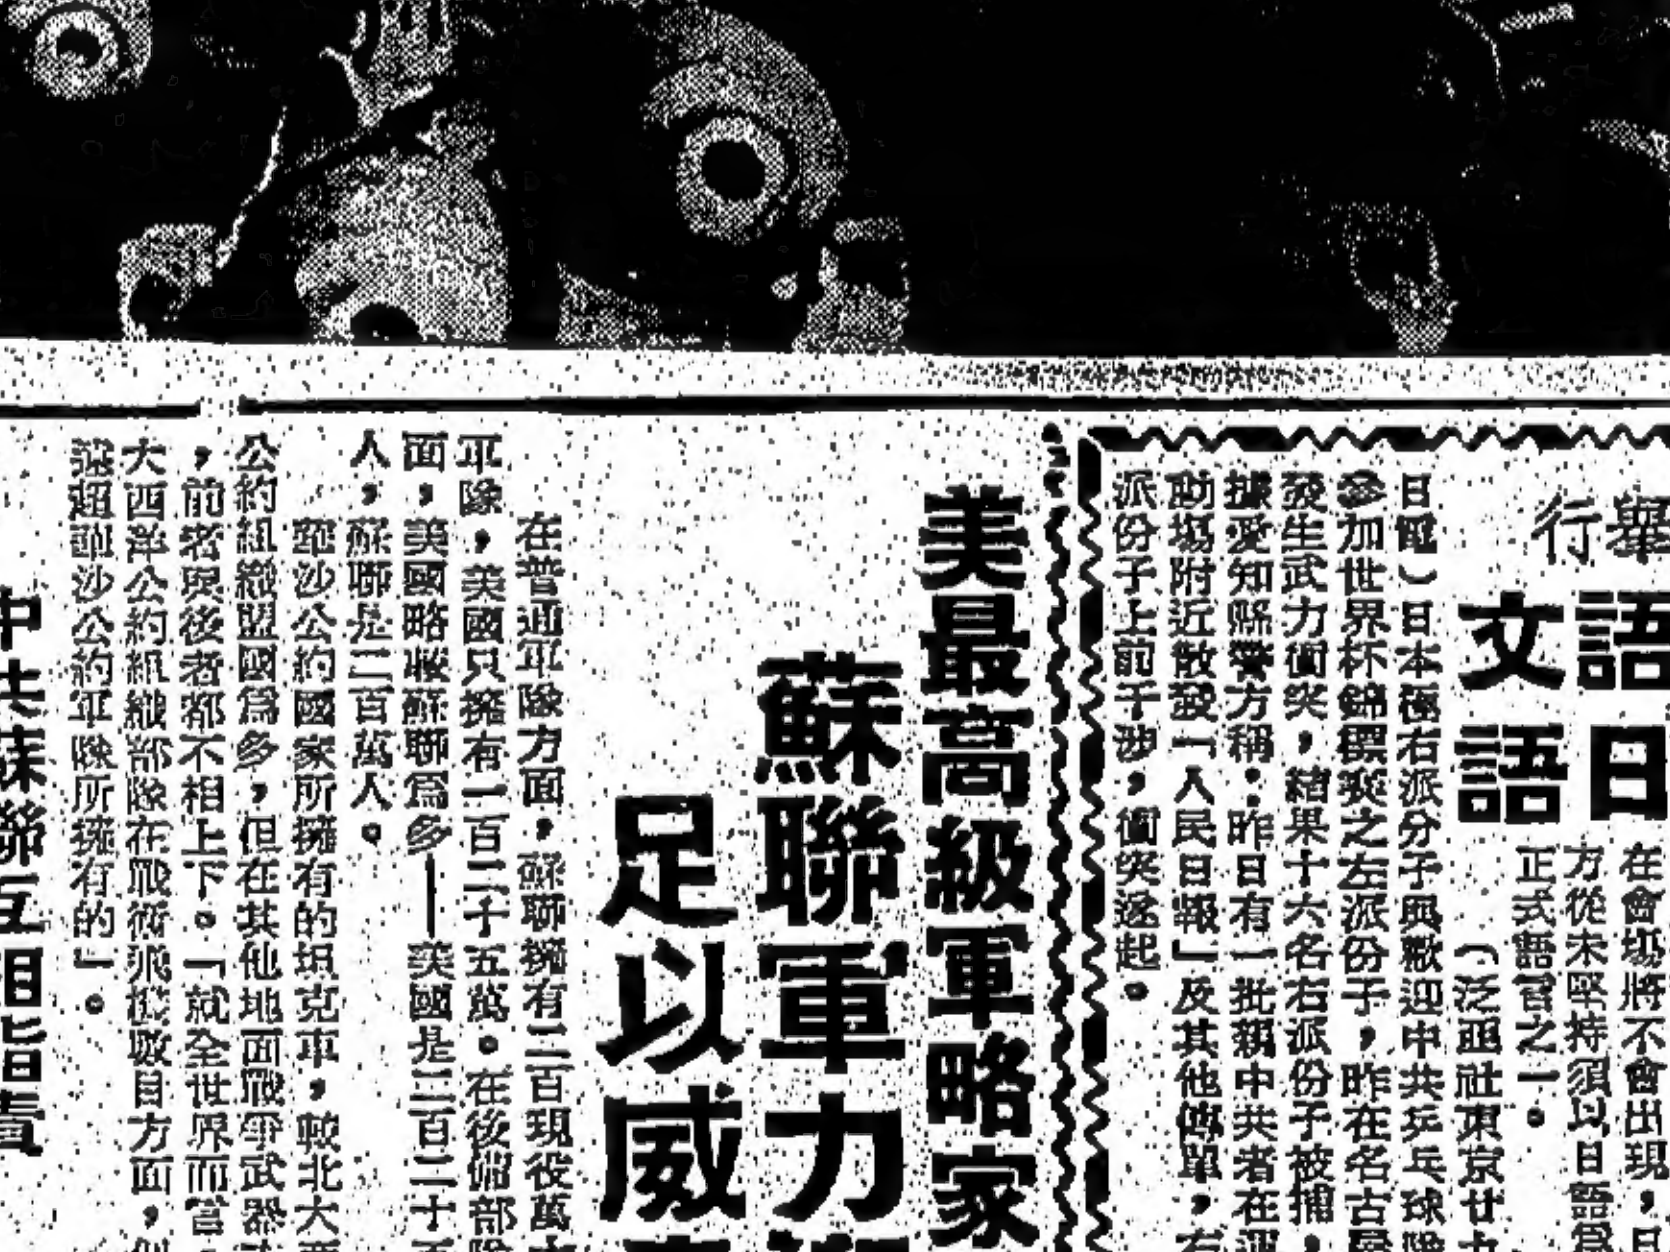 舉行
語文
日語
在會場將不會出現，日
方從未堅持須以日語爲
正式語言之一。
（泛亞社東京廿九
日電）日本極右派分子與歡迎中共乒乓球隊
參加世界杯錦標賽之左派份子，昨在名古屋
發生武力衝突，結果十六名右派份子被捕，
據愛知縣警方稱：昨日有一批親中共者在運
動場附近散發「人民日報」及其他傳單，右
派份子上前干涉，衝突遂起。
美最高級軍略家
蘇聯軍力
足以威
在普通軍隊方面，蘇聯擁有二百現役萬
軍隊，美國只擁有一百二十五萬。在後備部隊
面，美國略較蘇聯爲多——美國是二百二十五
人，蘇聯是二百萬人。
華沙公約國家所擁有的坦克車，較北大西
公約組織盟國爲多，但在其他地面戰爭武器
，前者與後者都不相上下。「就全世界而言，
大西洋公約組織部隊在戰術飛機數目方面，似
遠超華沙公約軍隊所擁有的」。
中共蘇聯互相指責